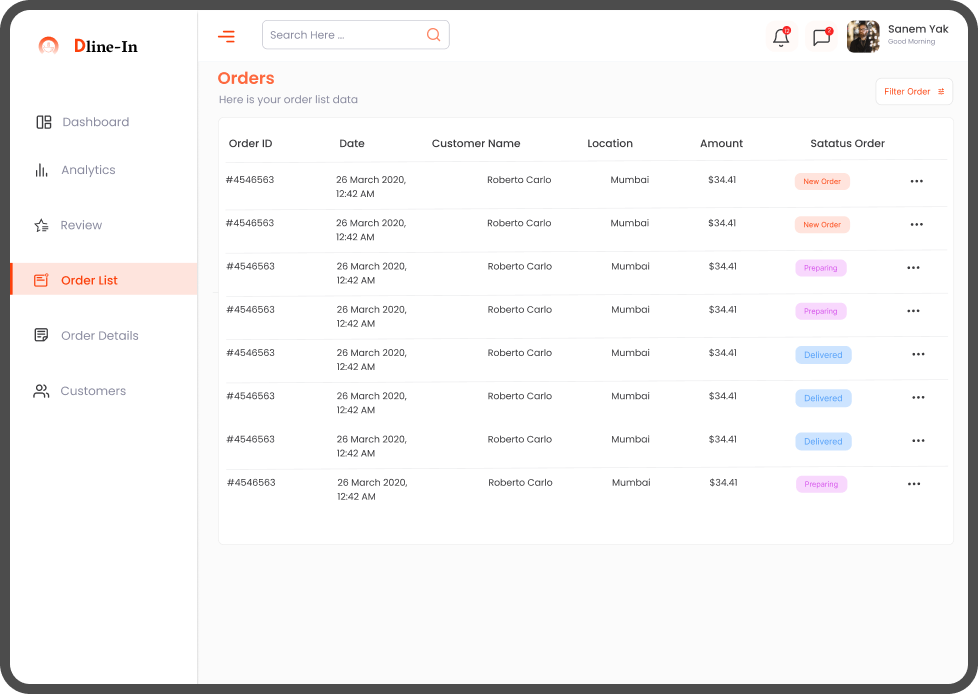 Dline-In
Search Here ...
Sanem Yak
Good Morning
Orders
Here is your order list data
Filter Order
Dashboard
Analytics
Review
Order List
Order Details
Customers
Order ID Date Customer Name Location Amount Satatus Order
#4546563 26 March 2020, Roberto Carlo Mumbai $34.41 New Order
12:42 AM
#4546563 26 March 2020, Roberto Carlo Mumbai $34.41 New Order
12:42 AM
#4546563 26 March 2020, Roberto Carlo Mumbai $34.41 Preparing
12:42 AM
#4546563 26 March 2020, Roberto Carlo Mumbai $34.41 Preparing
12:42 AM
#4546563 26 March 2020, Roberto Carlo Mumbai $34.41 Delivered
12:42 AM
#4546563 26 March 2020, Roberto Carlo Mumbai $34.41 Delivered
12:42 AM
#4546563 26 March 2020, Roberto Carlo Mumbai $34.41 Delivered
12:42 AM
#4546563 26 March 2020, Roberto Carlo Mumbai $34.41 Preparing
12:42 AM